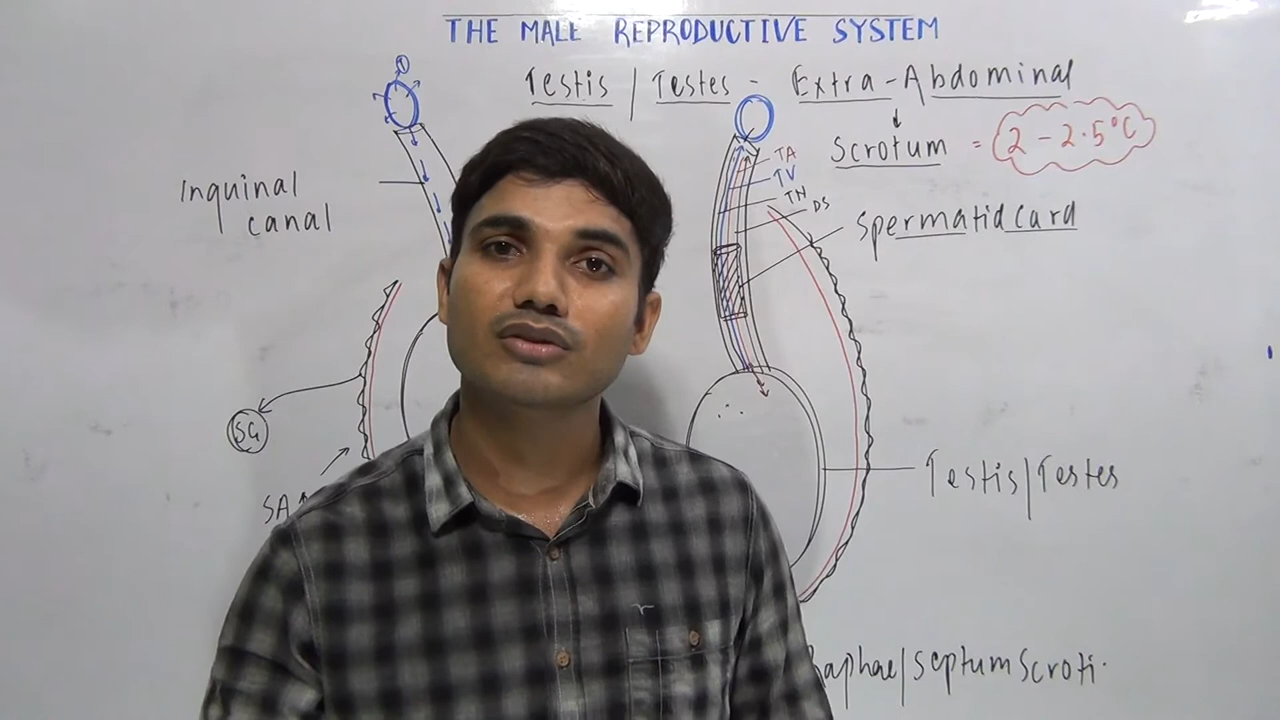 THE MALE REPRODUCTIVE SYSTEM
Testis / Testes - Extra-Abdominal
Scrotum = 2 - 2.5°C
TA
TV
TN
DS
Inguinal
canal
Spermatid card
SG
Testis/Testes
SA
Raphae/Septum Scroti.